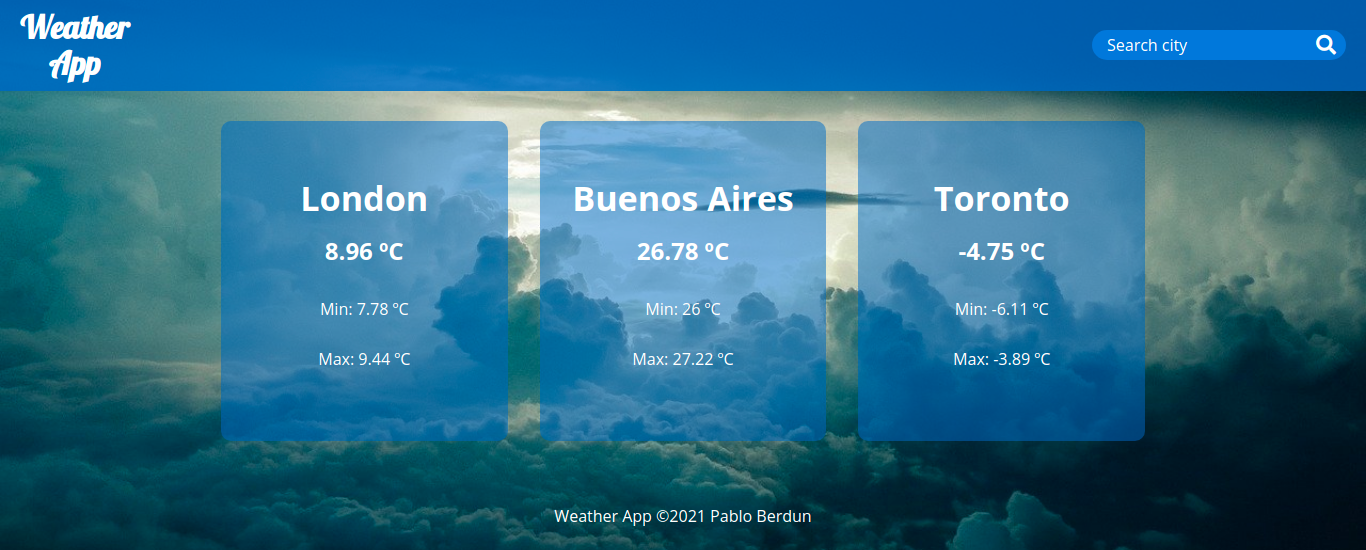 Weather
App
Search city
London
8.96 ºC
Min: 7.78 ºC
Max: 9.44 ºC
Buenos Aires
26.78 ºC
Min: 26 ºC
Max: 27.22 ºC
Toronto
-4.75 ºC
Min: -6.11 ºC
Max: -3.89 ºC
Weather App ©2021 Pablo Berdun